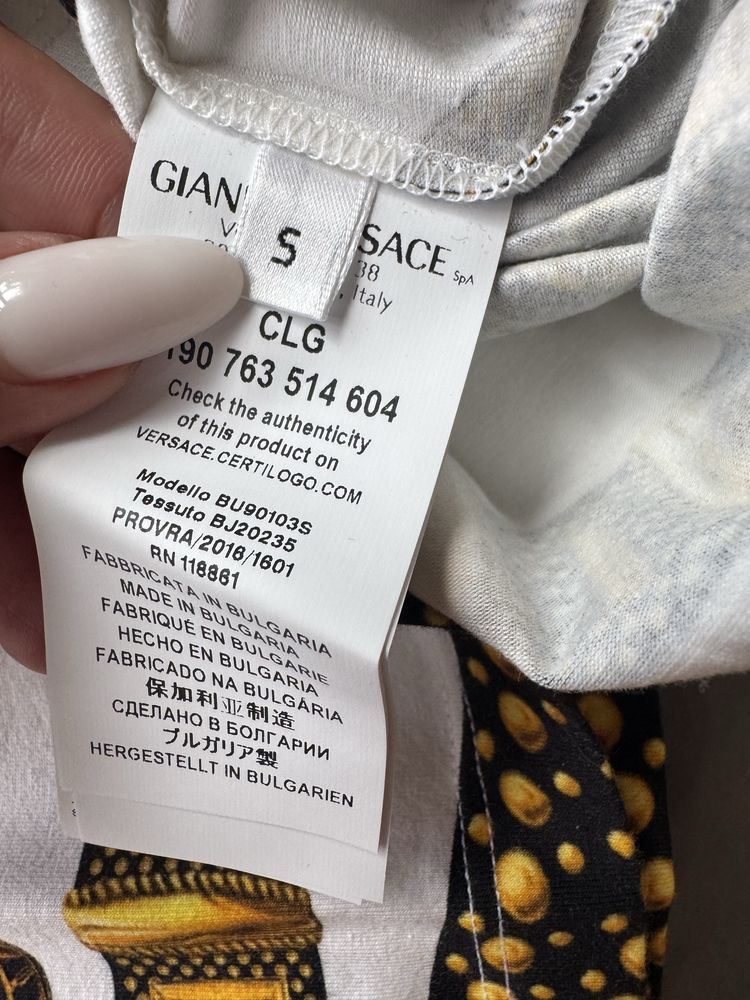 GIAN
SACE SpA
S
38
, Italy
CLG
190 763 514 604
Check the authenticity
of this product on
VERSACE.CERTILOGO.COM
Modello BU90103S
Tessuto BJ20235
PROVRA/2016/1601
RN 118861
FABBRICATA IN BULGARIA
MADE IN BULGARIA
FABRIQUÉ EN BULGARIE
HECHO EN BULGARIA
FABRICADO NA BULGÁRIA
保加利亚制造
СДЕЛАНО В БОЛГАРИИ
ブルガリア製
HERGESTELLT IN BULGARIEN